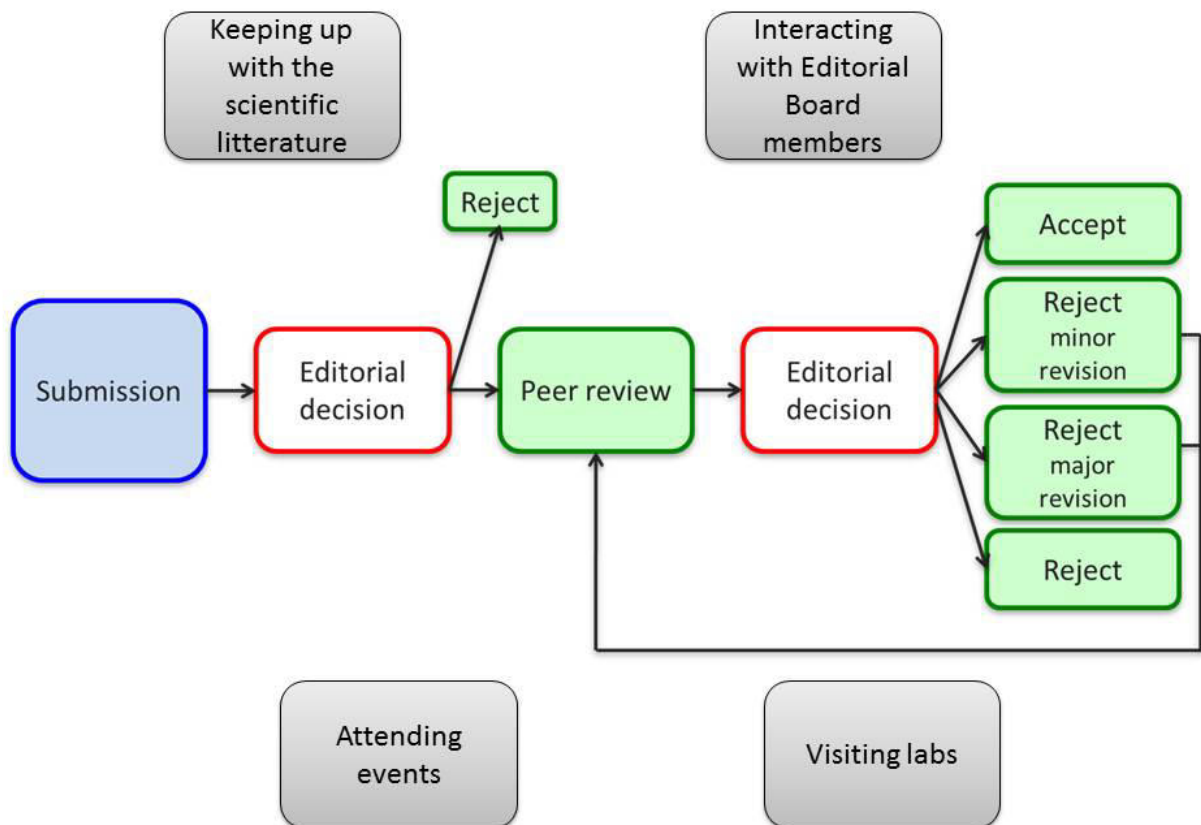 Keeping up
with the
scientific
litterature
Interacting
with Editorial
Board
members
Reject
Submission
Editorial
decision
Peer review
Editorial
decision
Accept
Reject
minor
revision
Reject
major
revision
Reject
Attending
events
Visiting labs